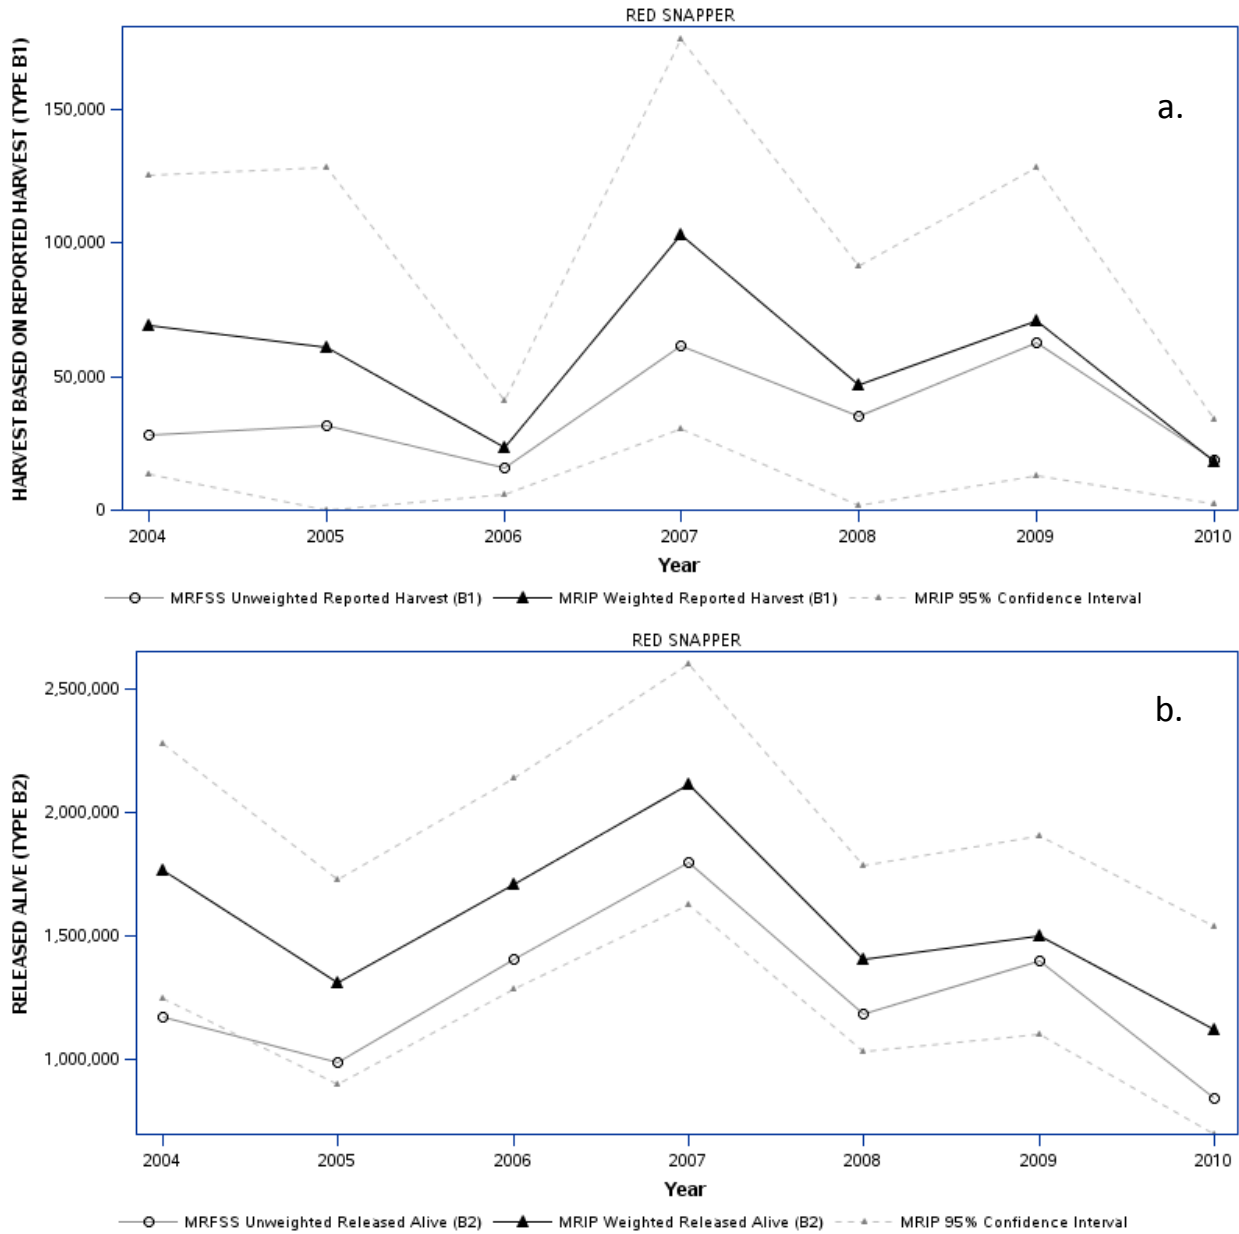 RED SNAPPER
HARVEST BASED ON REPORTED HARVEST (TYPE B1)
a.
150,000
100,000
50,000
0
2004 2005 2006 2007 2008 2009 2010
Year
MRFSS Unweighted Reported Harvest (B1) MRIP Weighted Reported Harvest (B1) MRIP 95% Confidence Interval
RED SNAPPER
RELEASED ALIVE (TYPE B2)
b.
2,500,000
2,000,000
1,500,000
1,000,000
2004 2005 2006 2007 2008 2009 2010
Year
MRFSS Unweighted Released Alive (B2) MRIP Weighted Released Alive (B2) MRIP 95% Confidence Interval